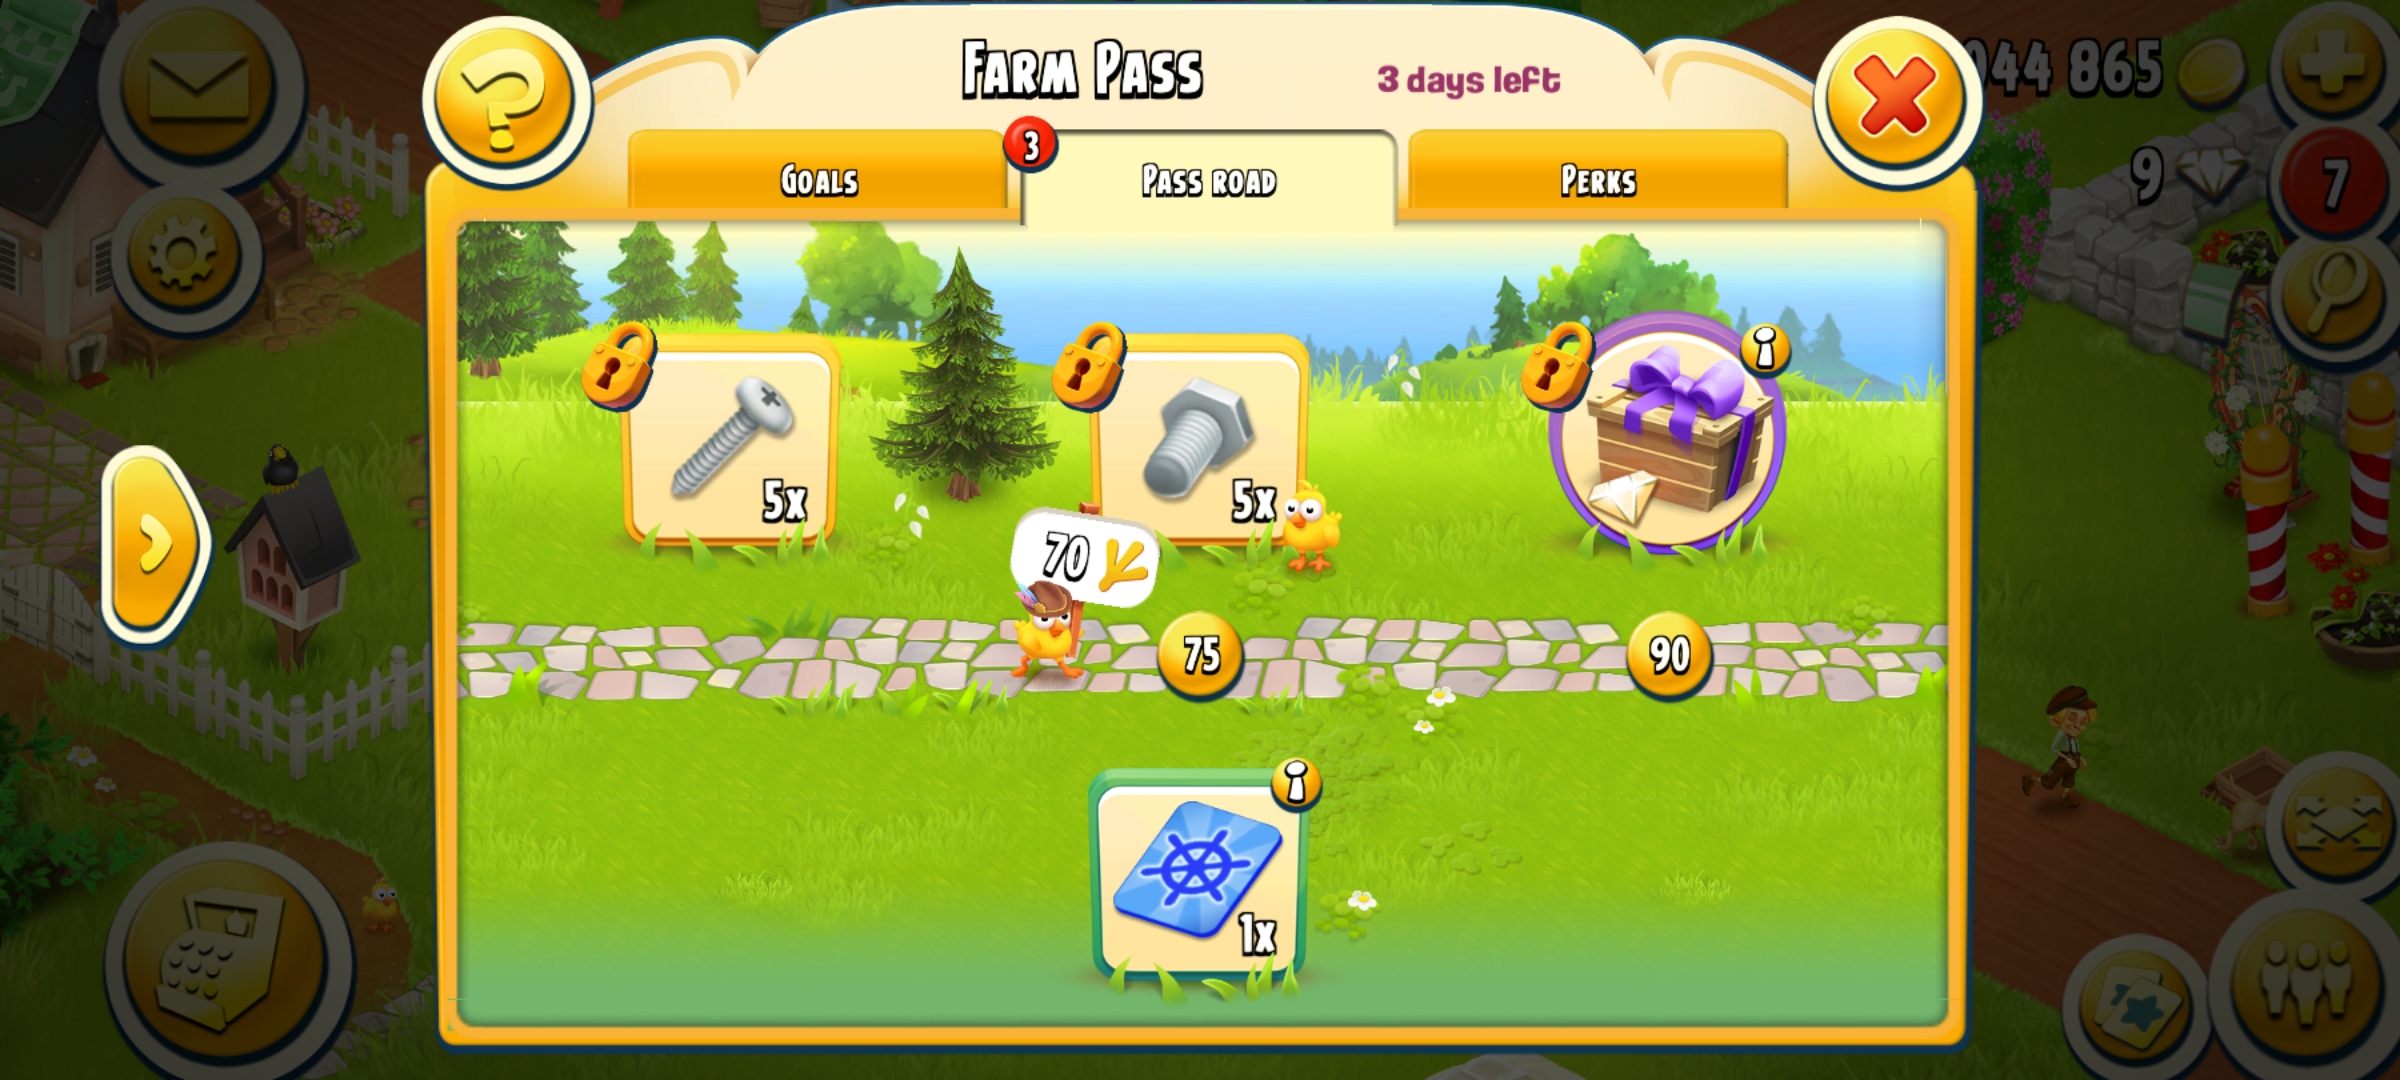 FARM PASS
3 days left
044 865
GOALS
3
PASS ROAD
PERKS
9
7
5x
5x
70
75
90
1x